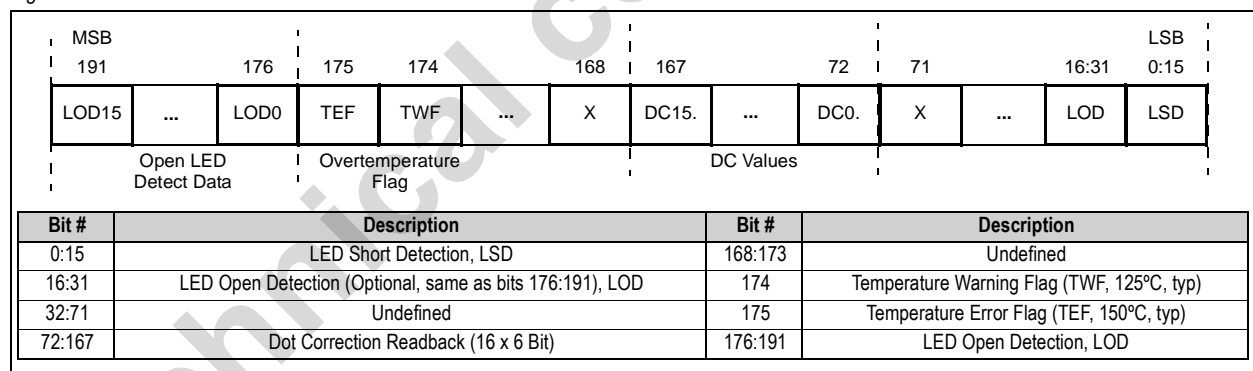 MSB LSB
191 176 175 174 168 167 72 71 16:31 0:15
LOD15 ... LOD0 TEF TWF ... X DC15. ... DC0. X ... LOD LSD
Open LED Detect Data
Overtemperature Flag
DC Values
Bit # Description Bit # Description
0:15 LED Short Detection, LSD 168:173 Undefined
16:31 LED Open Detection (Optional, same as bits 176:191), LOD 174 Temperature Warning Flag (TWF, 125ºC, typ)
32:71 Undefined 175 Temperature Error Flag (TEF, 150ºC, typ)
72:167 Dot Correction Readback (16 x 6 Bit) 176:191 LED Open Detection, LOD